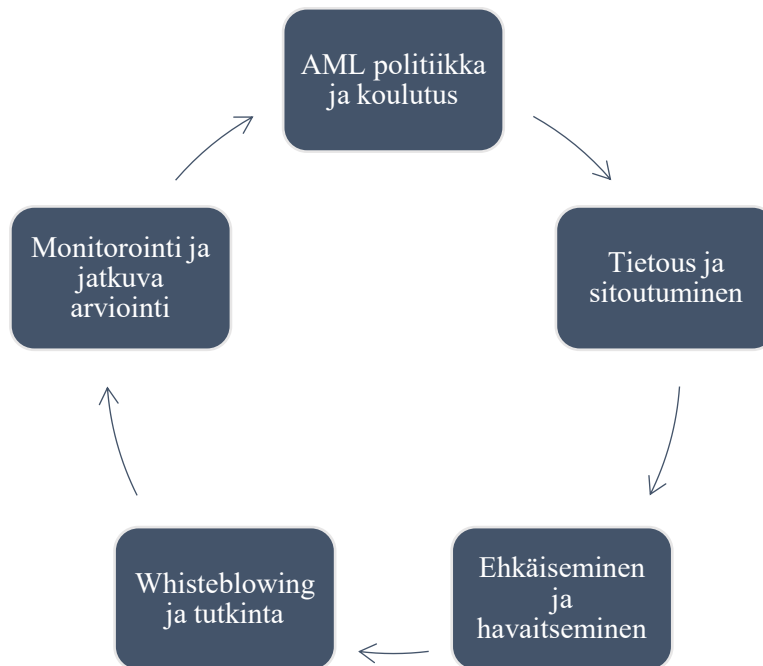 AML politiikka
ja koulutus
Tietous ja
sitoutuminen
Ehkäiseminen
ja
havaitseminen
Whisteblowing
ja tutkinta
Monitorointi ja
jatkuva
arviointi